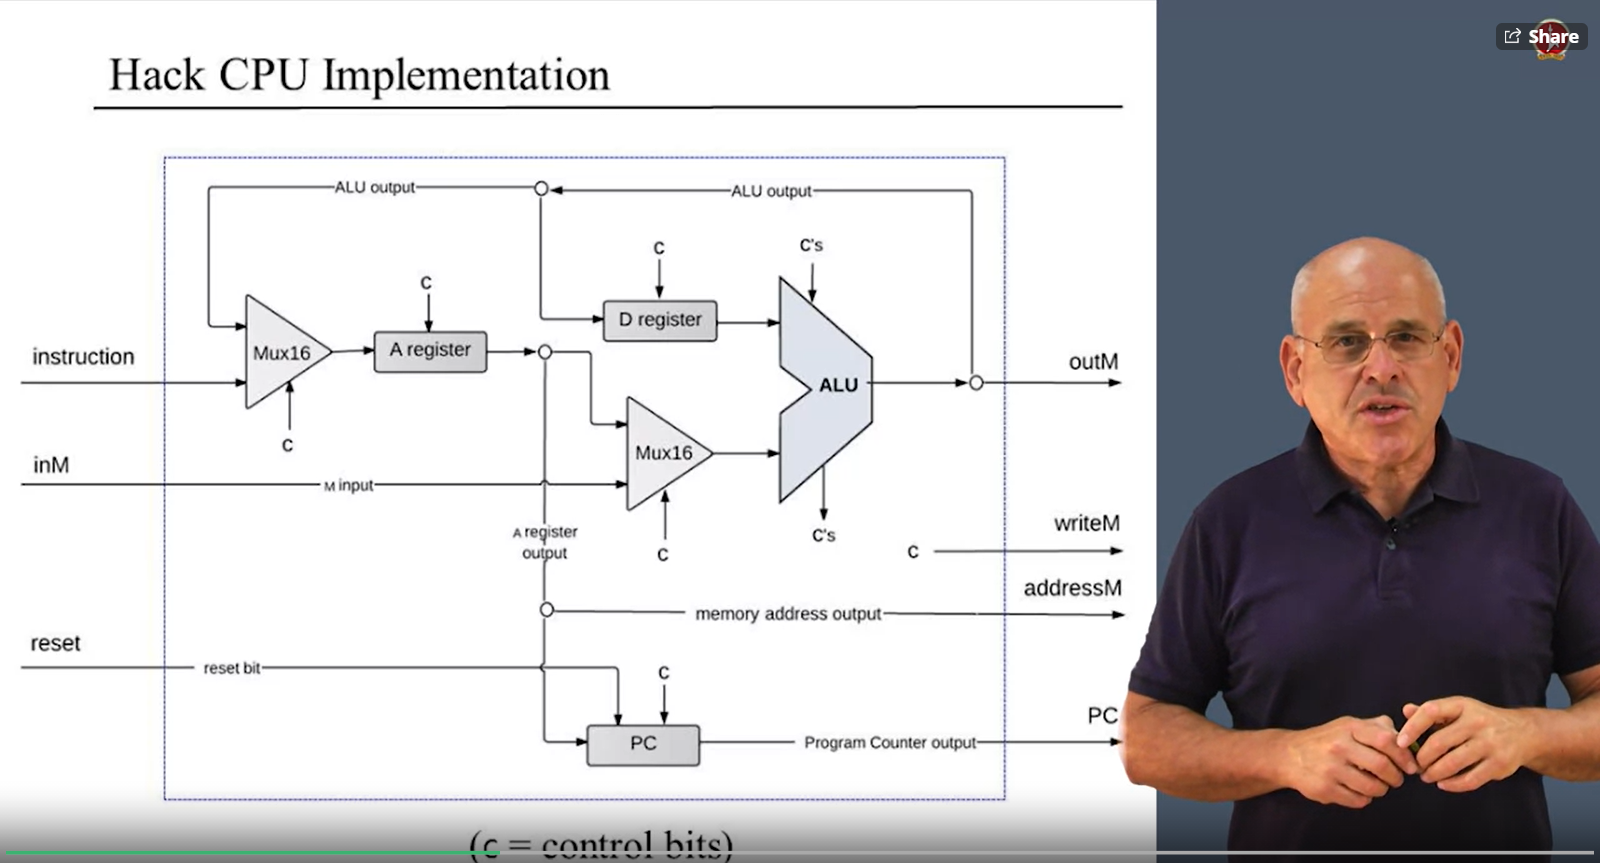 Share
Hack CPU Implementation
ALU output
ALU output
c
c's
c
D register
Mux16
A register
instruction
ALU
outM
c
Mux16
inM
M input
writeM
A register
output
c
c's
c
addressM
memory address output
reset
reset bit
c
PC
PC
Program Counter output
(c = control bits)